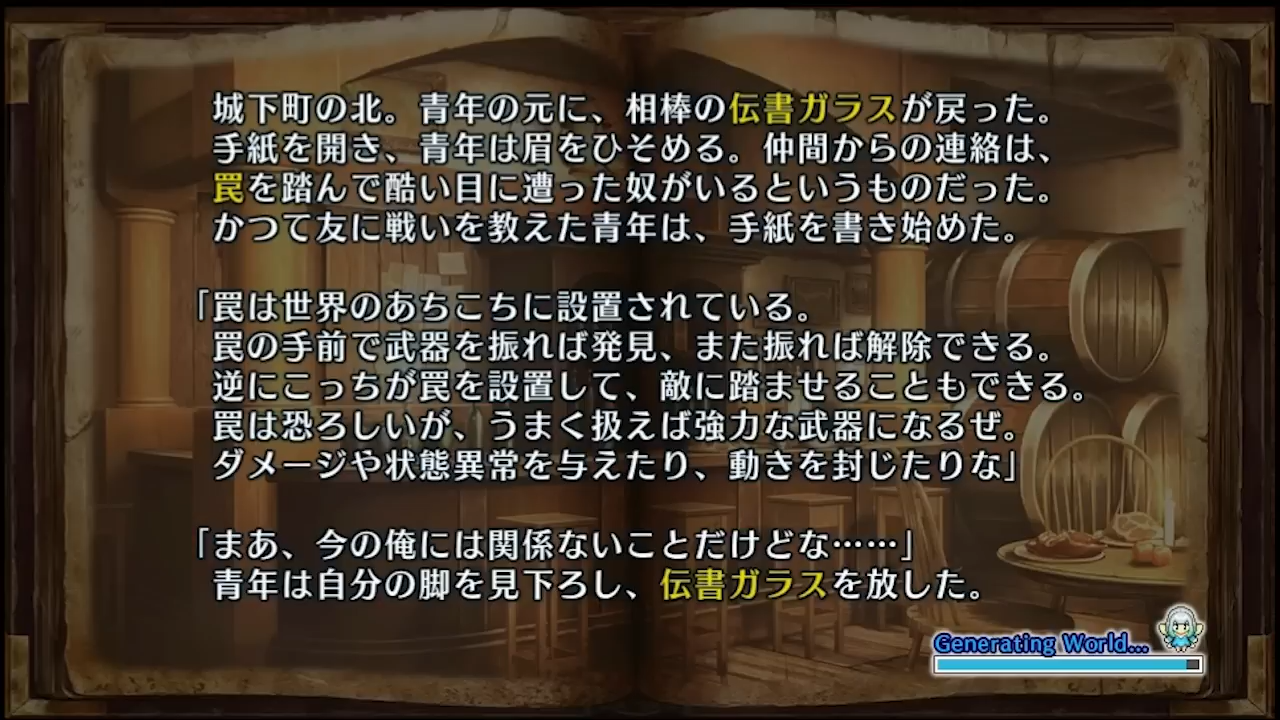 城下町の北。青年の元に、相棒の伝書ガラスが戻った。
手紙を開き、青年は眉をひそめる。仲間からの連絡は、
罠を踏んで酷い目に遭った奴がいるというものだった。
かつて友に戦いを教えた青年は、手紙を書き始めた。
「罠は世界のあちこちに設置されている。
罠の手前で武器を振れば発見、また振れば解除できる。
逆にこっちが罠を設置して、敵に踏ませることもできる。
罠は恐ろしいが、うまく扱えば強力な武器になるぜ。
ダメージや状態異常を与えたり、動きを封じたりな」
「まあ、今の俺には関係ないことだけどな……」
青年は自分の脚を見下ろし、伝書ガラスを放した。
Generating World...